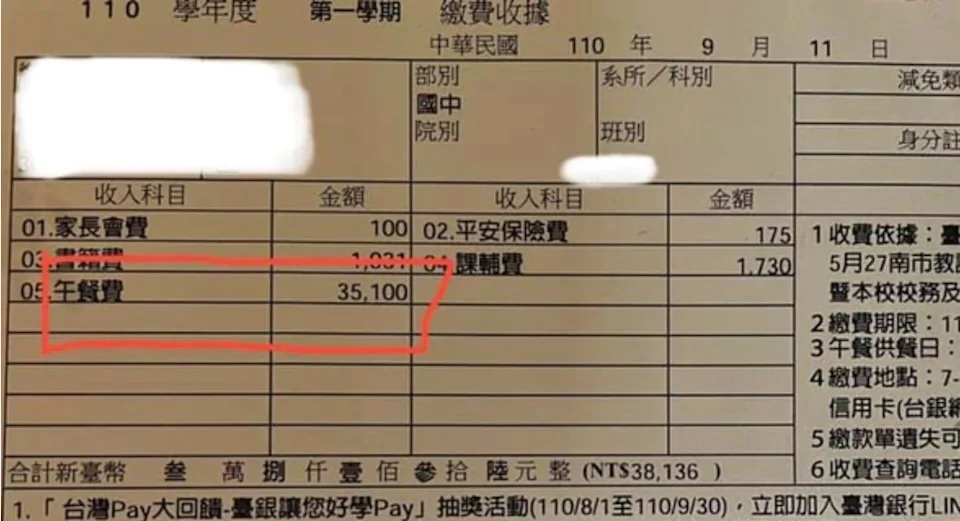 110 學年度 第一學期 繳費收據
中華民國 110 年 9 月 11 日
部別 系所／科別 減免類
國中
院別 班別 身分註
收入科目 金額 收入科目 金額
01.家長會費 100 02.平安保險費 175
03.書籍費 1,031 04.課輔費 1,730
05.午餐費 35,100
合計新臺幣 叁 萬 捌 仟 壹 佰 參 拾 陸 元 整 (NT$38,136 )
1 收費依據：臺
5月27南市教
暨本校校務及
2 繳費期限：11
3 午餐供餐日：
4 繳費地點：7-
信用卡(台銀
5 繳款單遺失可
6 收費查詢電話
1.「 台灣Pay大回饋-臺銀讓您好學Pay」抽獎活動(110/8/1至110/9/30)，立即加入臺灣銀行LIN